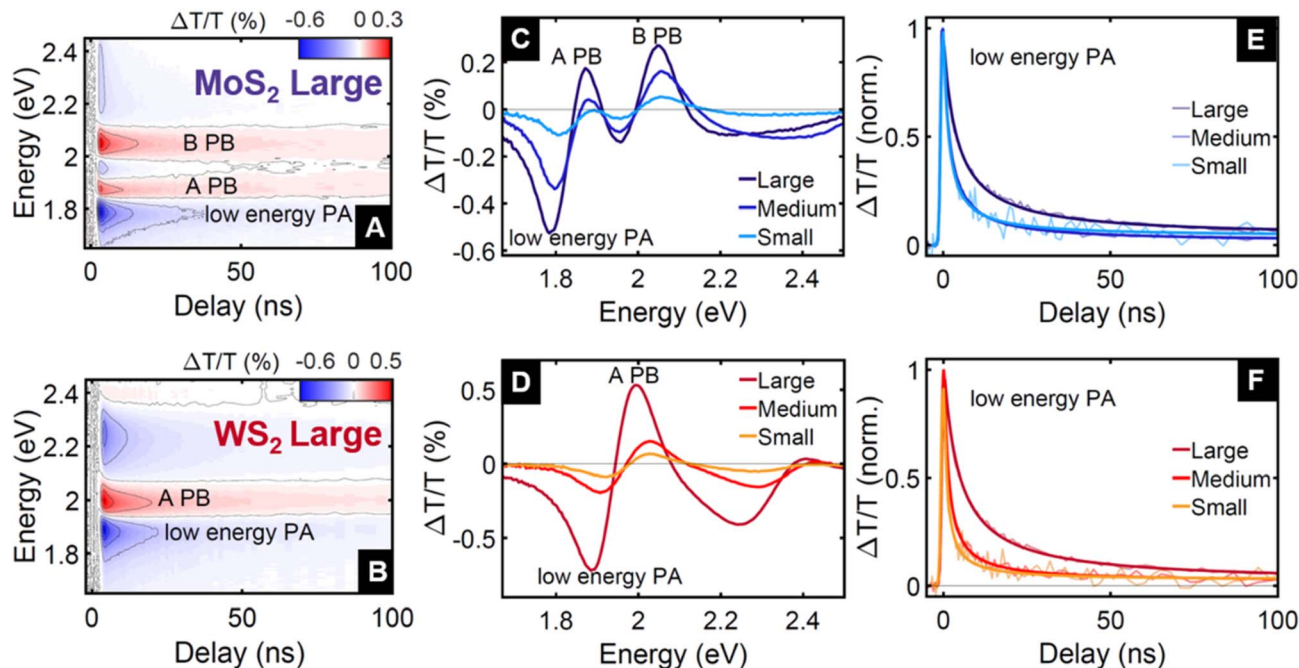 ΔT/T (%) -0.6 0 0.3
Energy (eV)
2.4
2.2
2
1.8
MoS₂ Large
B PB
A PB
low energy PA
A
0 50 100
Delay (ns)
C
A PB
B PB
ΔT/T (%)
0.2
0
-0.2
-0.4
-0.6
Large
Medium
Small
low energy PA
1.8 2 2.2 2.4
Energy (eV)
E
low energy PA
ΔT/T (norm.)
1
0.5
0
Large
Medium
Small
0 50 100
Delay (ns)
ΔT/T (%) -0.6 0 0.5
Energy (eV)
2.4
2.2
2
1.8
WS₂ Large
A PB
low energy PA
B
0 50 100
Delay (ns)
D
A PB
ΔT/T (%)
0.5
0
-0.5
Large
Medium
Small
low energy PA
1.8 2 2.2 2.4
Energy (eV)
F
low energy PA
ΔT/T (norm.)
1
0.5
0
Large
Medium
Small
0 50 100
Delay (ns)